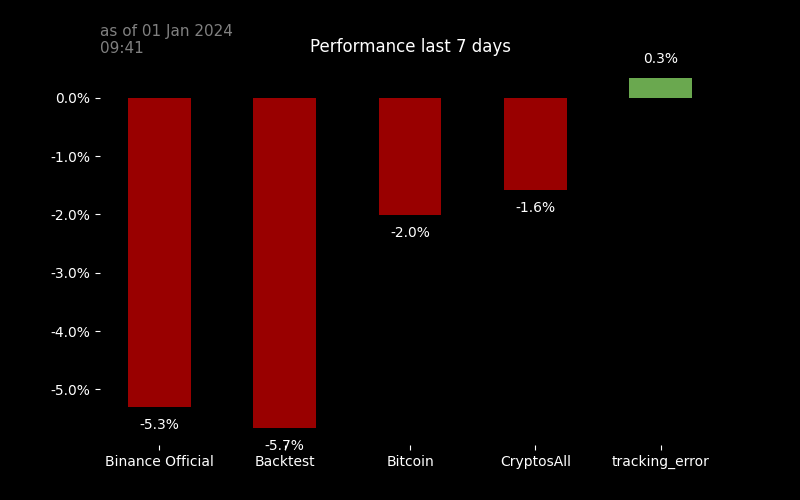 as of 01 Jan 2024
09:41
Performance last 7 days
0.3%
0.0%
-1.0%
-2.0%
-3.0%
-4.0%
-5.0%
-5.3%
-5.7%
-2.0%
-1.6%
Binance Official
Backtest
Bitcoin
CryptosAll
tracking_error